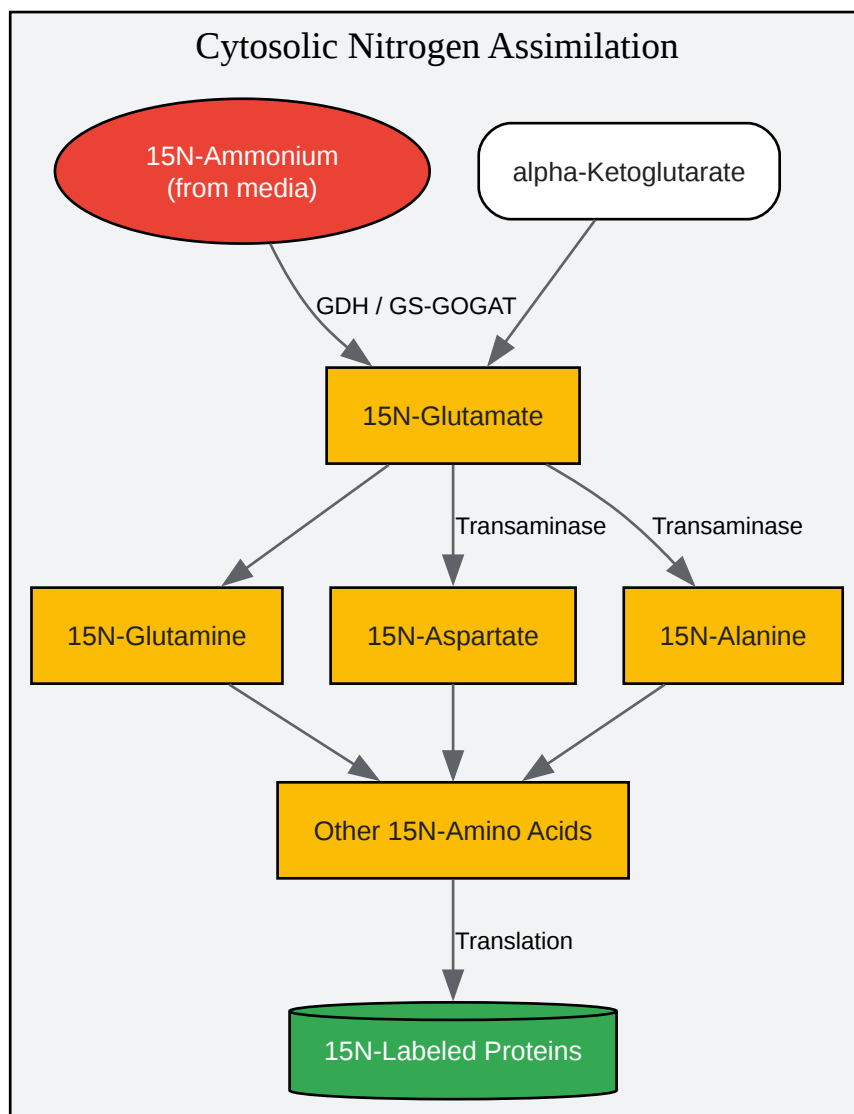 Cytosolic Nitrogen Assimilation
15N-Ammonium
(from media)
alpha-Ketoglutarate
GDH / GS-GOGAT
15N-Glutamate
Transaminase
Transaminase
15N-Glutamine
15N-Aspartate
15N-Alanine
Other 15N-Amino Acids
Translation
15N-Labeled Proteins